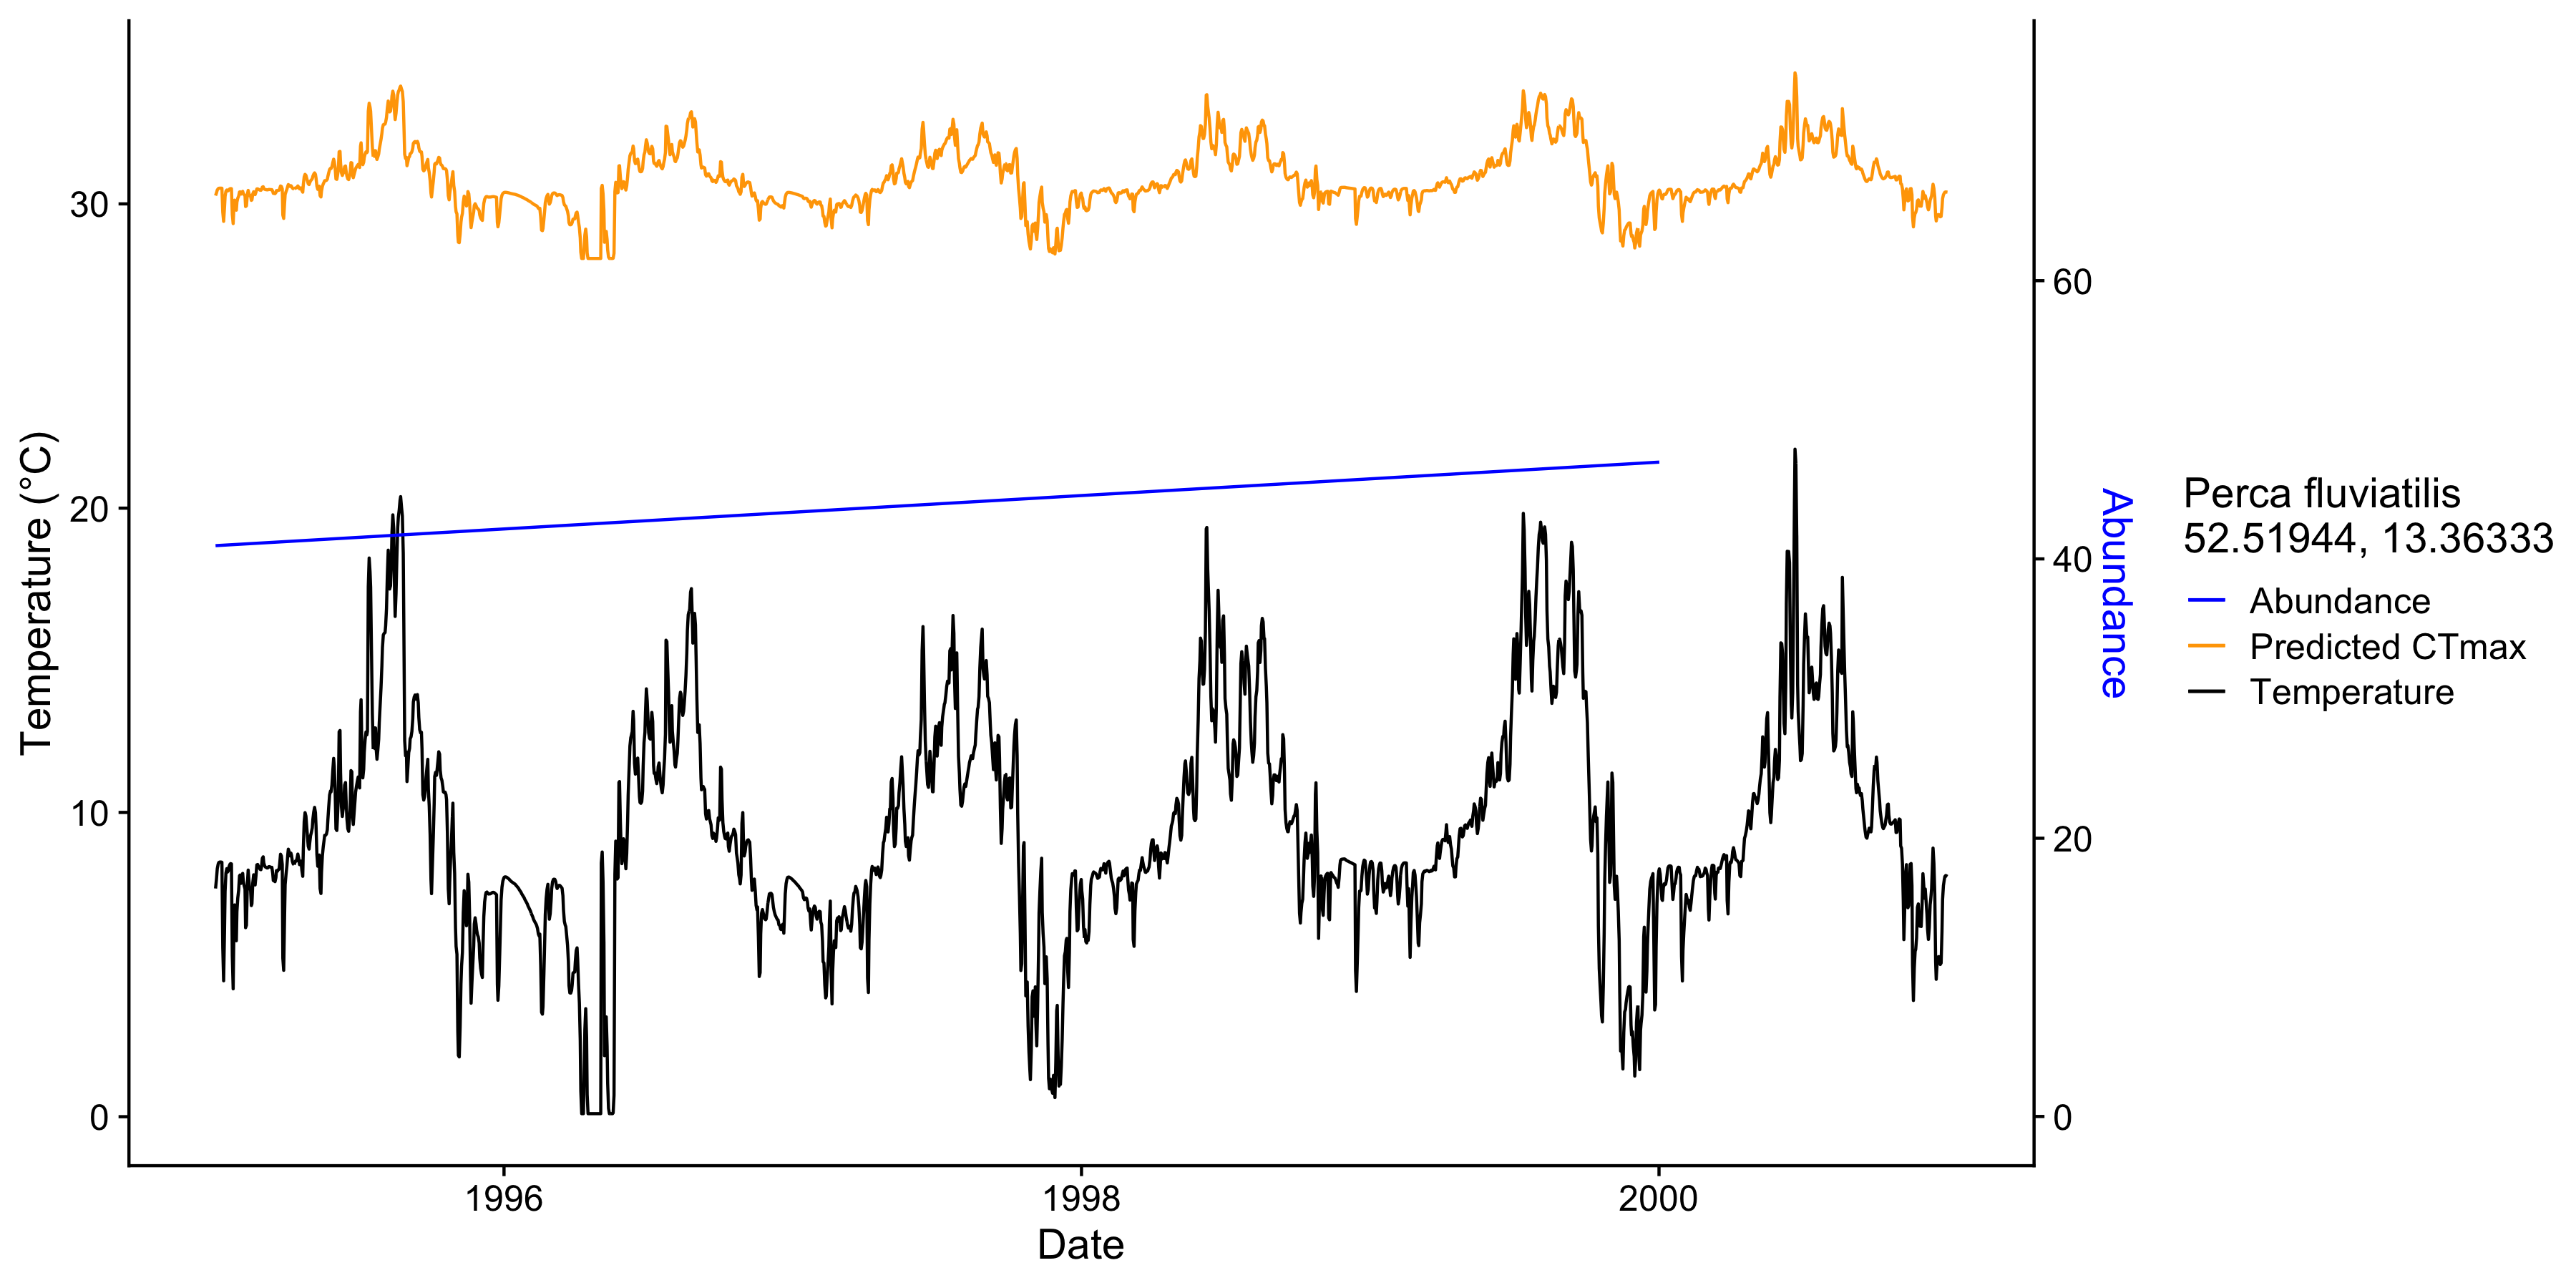 Temperature (°C)
30
20
10
0
1996
1998
2000
Date
60
40
20
0
Abundance
Perca fluviatilis
52.51944, 13.36333
Abundance
Predicted CTmax
Temperature